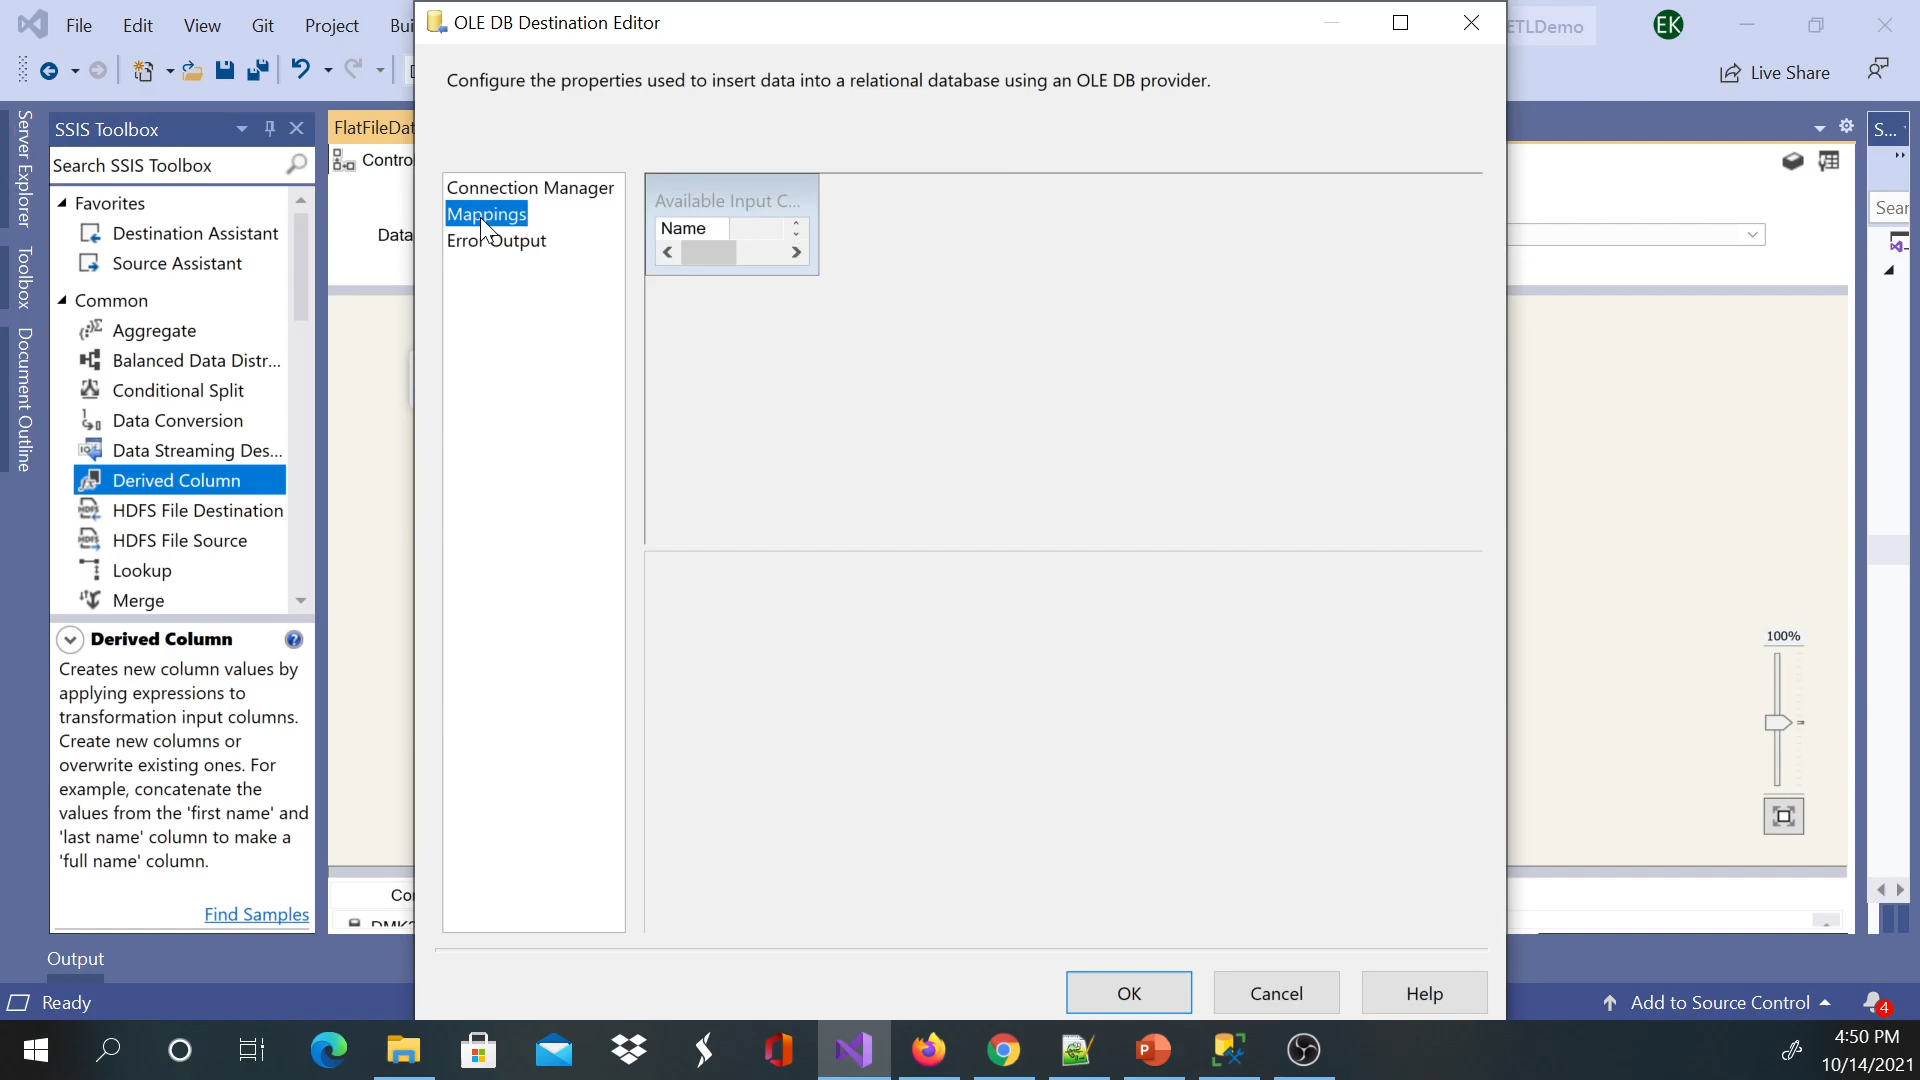 File Edit View Git Project Bui
OLE DB Destination Editor
ETLDemo
EK
Live Share
Configure the properties used to insert data into a relational database using an OLE DB provider.
Server Explorer
Toolbox
Document Outline
SSIS Toolbox
Search SSIS Toolbox
Favorites
Destination Assistant
Source Assistant
Common
Aggregate
Balanced Data Distr...
Conditional Split
Data Conversion
Data Streaming Des...
Derived Column
HDFS File Destination
HDFS File Source
Lookup
Merge
Derived Column
Creates new column values by
applying expressions to
transformation input columns.
Create new columns or
overwrite existing ones. For
example, concatenate the
values from the 'first name' and
'last name' column to make a
'full name' column.
Find Samples
FlatFileDat
Contro
Data
Connection Manager
Mappings
Error Output
Available Input C...
Name
S...
Sear
100%
OK
Cancel
Help
Output
Ready
Add to Source Control
4
4:50 PM
10/14/2021